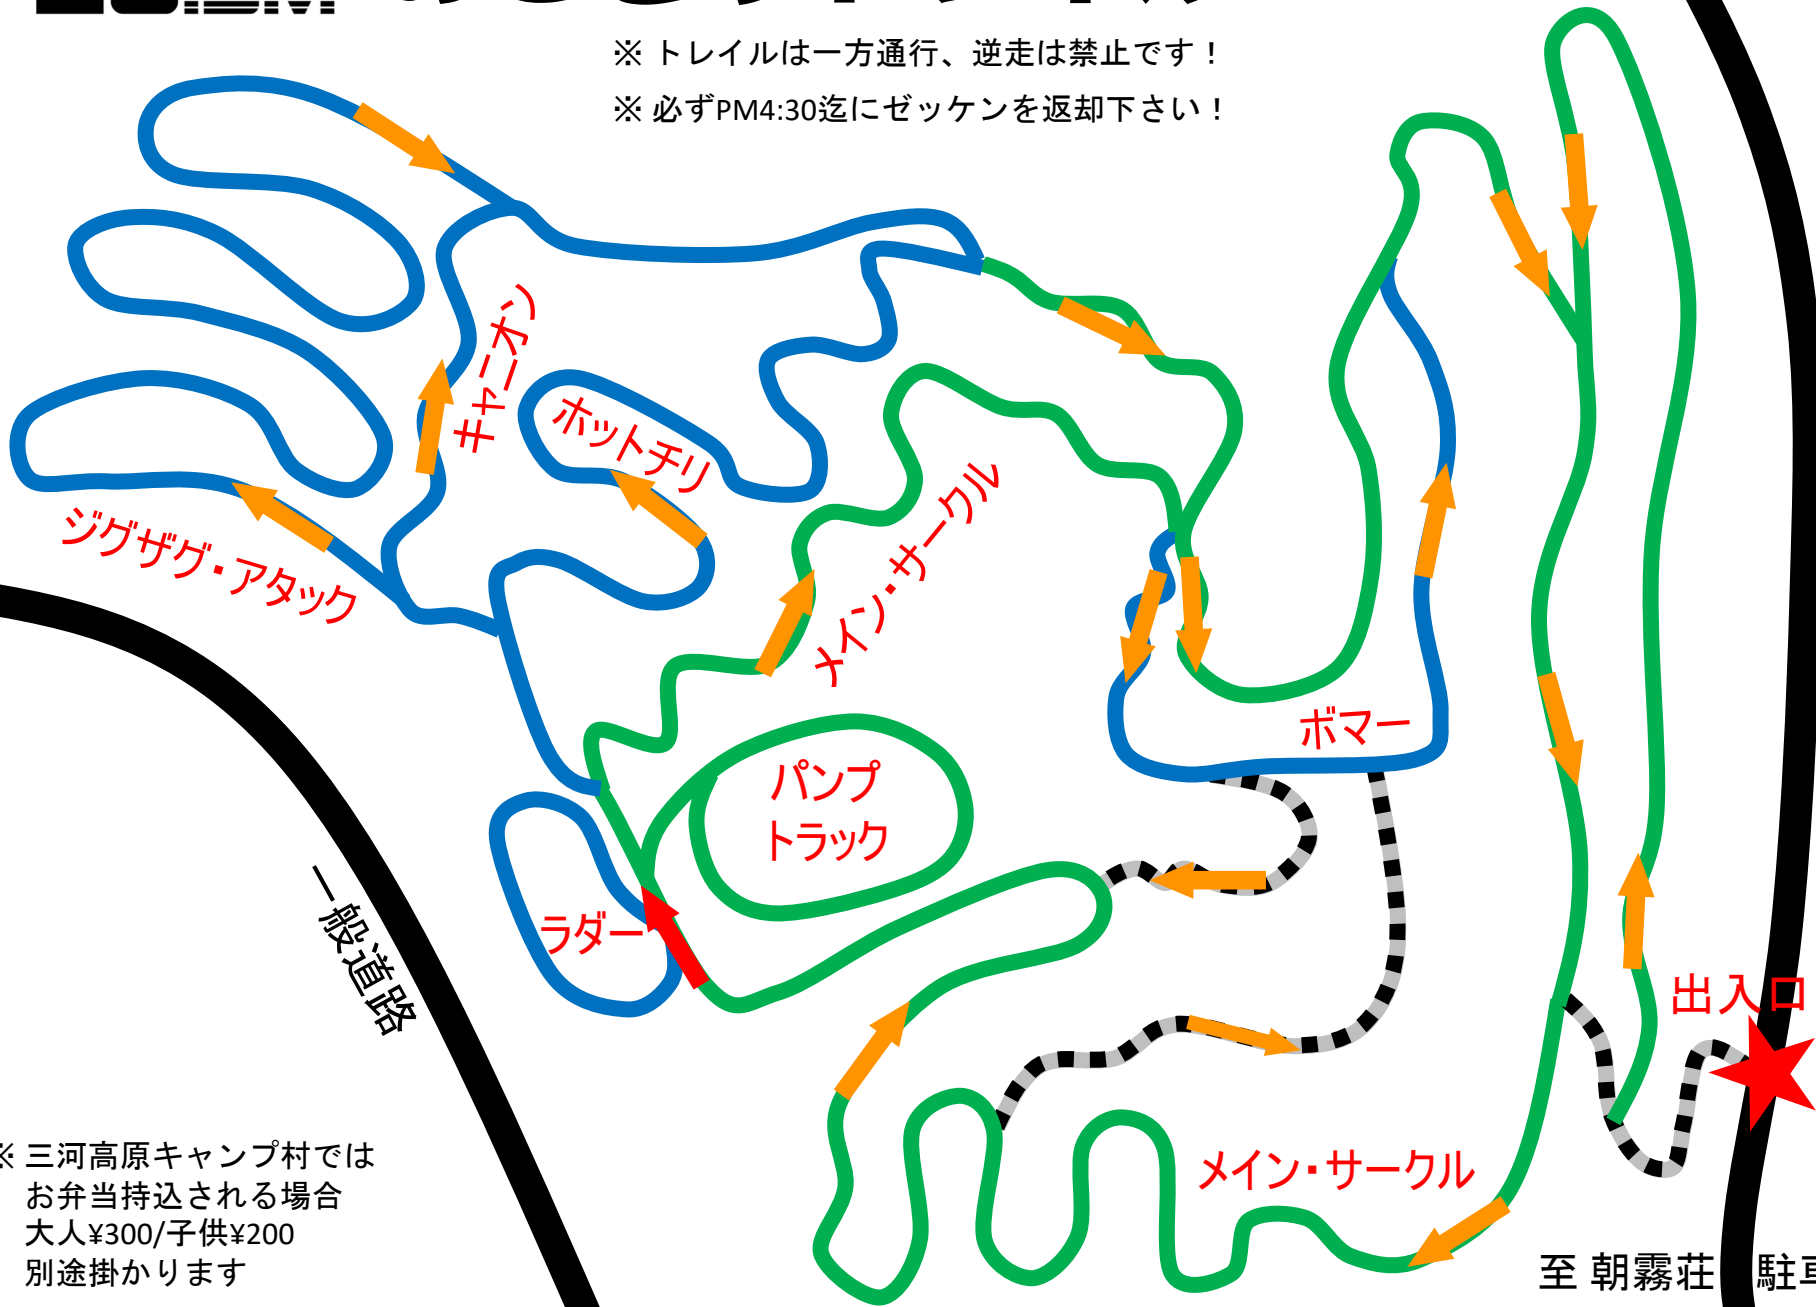 ※ トレイルは一方通行、逆走は禁止です！
※ 必ずPM4:30迄にゼッケンを返却下さい！
キャニオン
ホットチリ
メイン・サークル
ジグザグ・アタック
ボマー
パンプ
トラック
ラダー
一般道路
出入口
メイン・サークル
※ 三河高原キャンプ村では
お弁当持込される場合
大人¥300/子供¥200
別途掛かります
至 朝霧荘 駐車